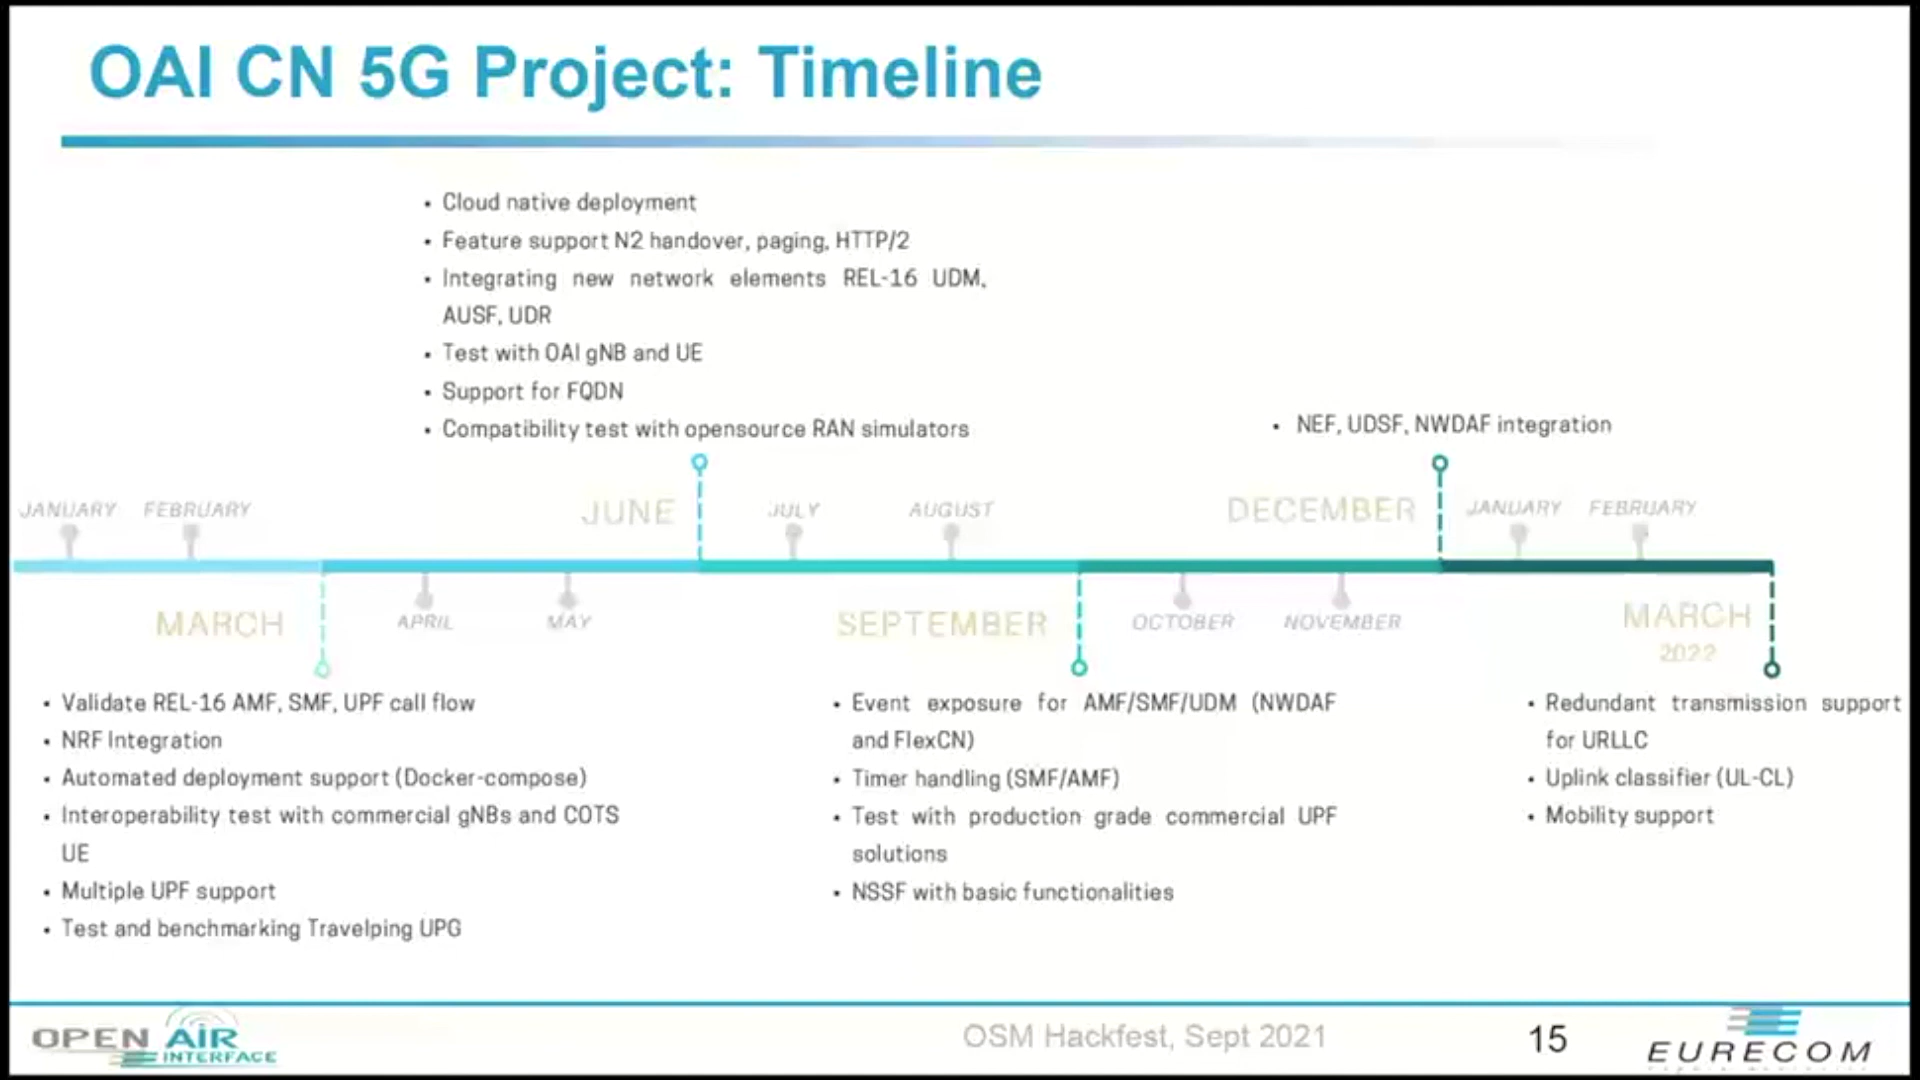 OAI CN 5G Project: Timeline
• Cloud native deployment
• Feature support N2 handover, paging, HTTP/2
• Integrating new network elements REL-16 UDM,
AUSF, UDR
• Test with OAI gNB and UE
• Support for FQDN
• Compatibility test with opensource RAN simulators
• NEF, UDSF, NWDAF integration
JANUARY FEBRUARY JUNE JULY AUGUST DECEMBER JANUARY FEBRUARY
MARCH APRIL MAY SEPTEMBER OCTOBER NOVEMBER MARCH
2022
• Validate REL-16 AMF, SMF, UPF call flow
• NRF Integration
• Automated deployment support (Docker-compose)
• Interoperability test with commercial gNBs and COTS
UE
• Multiple UPF support
• Test and benchmarking Travelping UPG
• Event exposure for AMF/SMF/UDM (NWDAF
and FlexCN)
• Timer handling (SMF/AMF)
• Test with production grade commercial UPF
solutions
• NSSF with basic functionalities
• Redundant transmission support
for URLLC
• Uplink classifier (UL-CL)
• Mobility support
OPEN AIR
INTERFACE
OSM Hackfest, Sept 2021
15
EURECOM